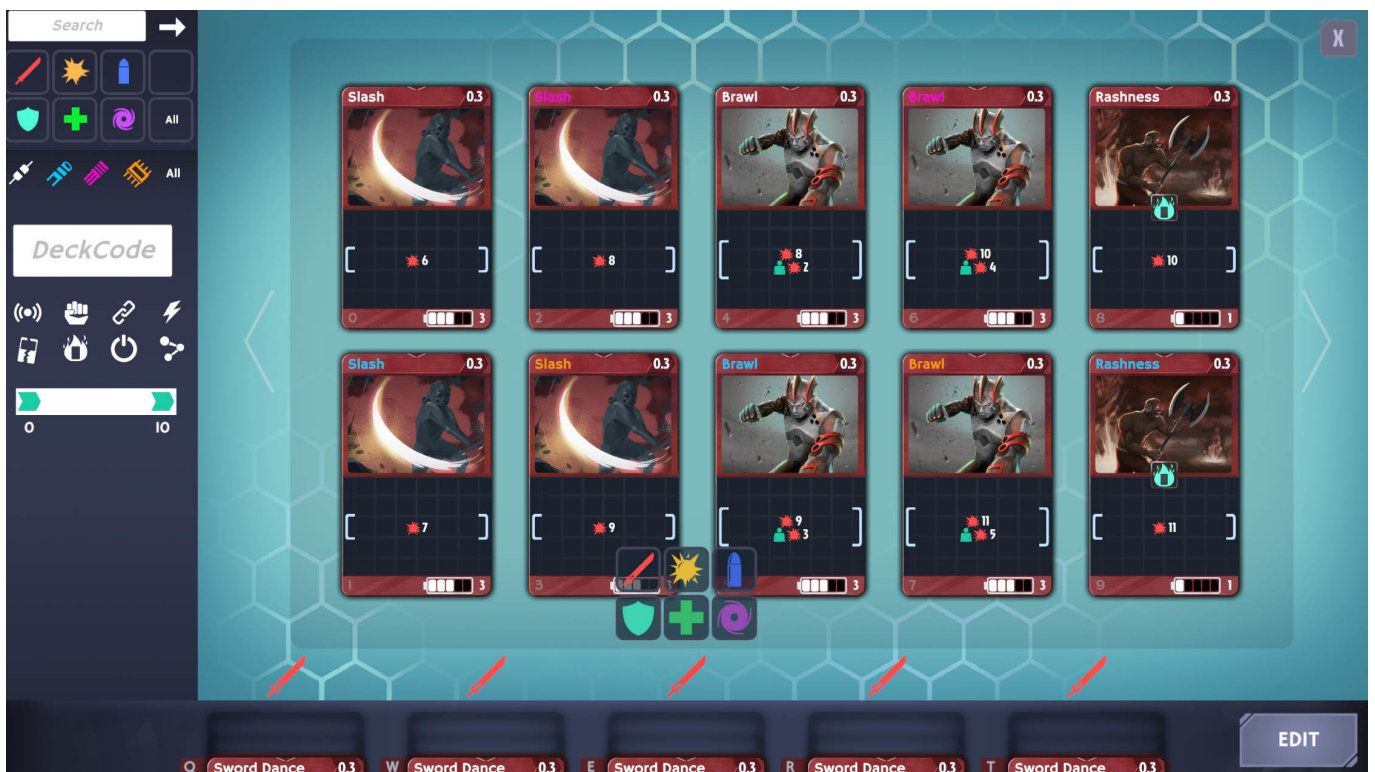 Search
All
All
DeckCode
0 10
X
Slash 0.3
6
0 3
Slash 0.3
8
2 3
Brawl 0.3
8
2
4 3
Brawl 0.3
10
4
6 3
Rashness 0.3
10
8 1
Slash 0.3
7
1 3
Slash 0.3
9
3 3
Brawl 0.3
9
3
3
Brawl 0.3
11
5
7 3
Rashness 0.3
11
9 1
EDIT
Q Sword Dance 0.3
W Sword Dance 0.3
E Sword Dance 0.3
R Sword Dance 0.3
T Sword Dance 0.3